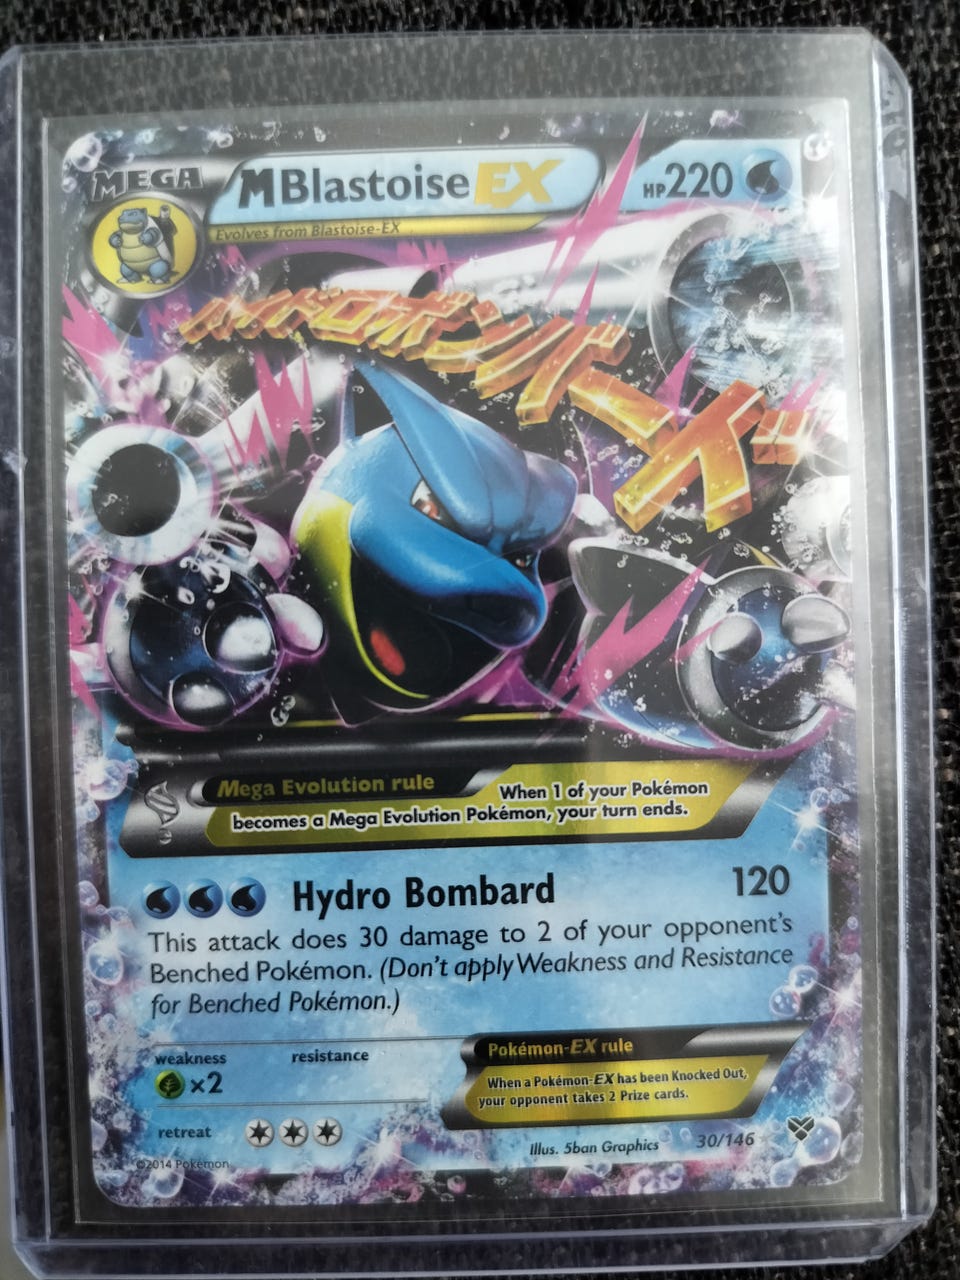 MEGA
MBlastoise EX
HP220
Evolves from Blastoise-EX
ハイドロボンバーズ
Mega Evolution rule
When 1 of your Pokémon
becomes a Mega Evolution Pokémon, your turn ends.
Hydro Bombard 120
This attack does 30 damage to 2 of your opponent's
Benched Pokémon. (Don't apply Weakness and Resistance
for Benched Pokémon.)
weakness resistance
×2
Pokémon-EX rule
When a Pokémon-EX has been Knocked Out,
your opponent takes 2 Prize cards.
retreat
Illus. 5ban Graphics 30/146
©2014 Pokémon